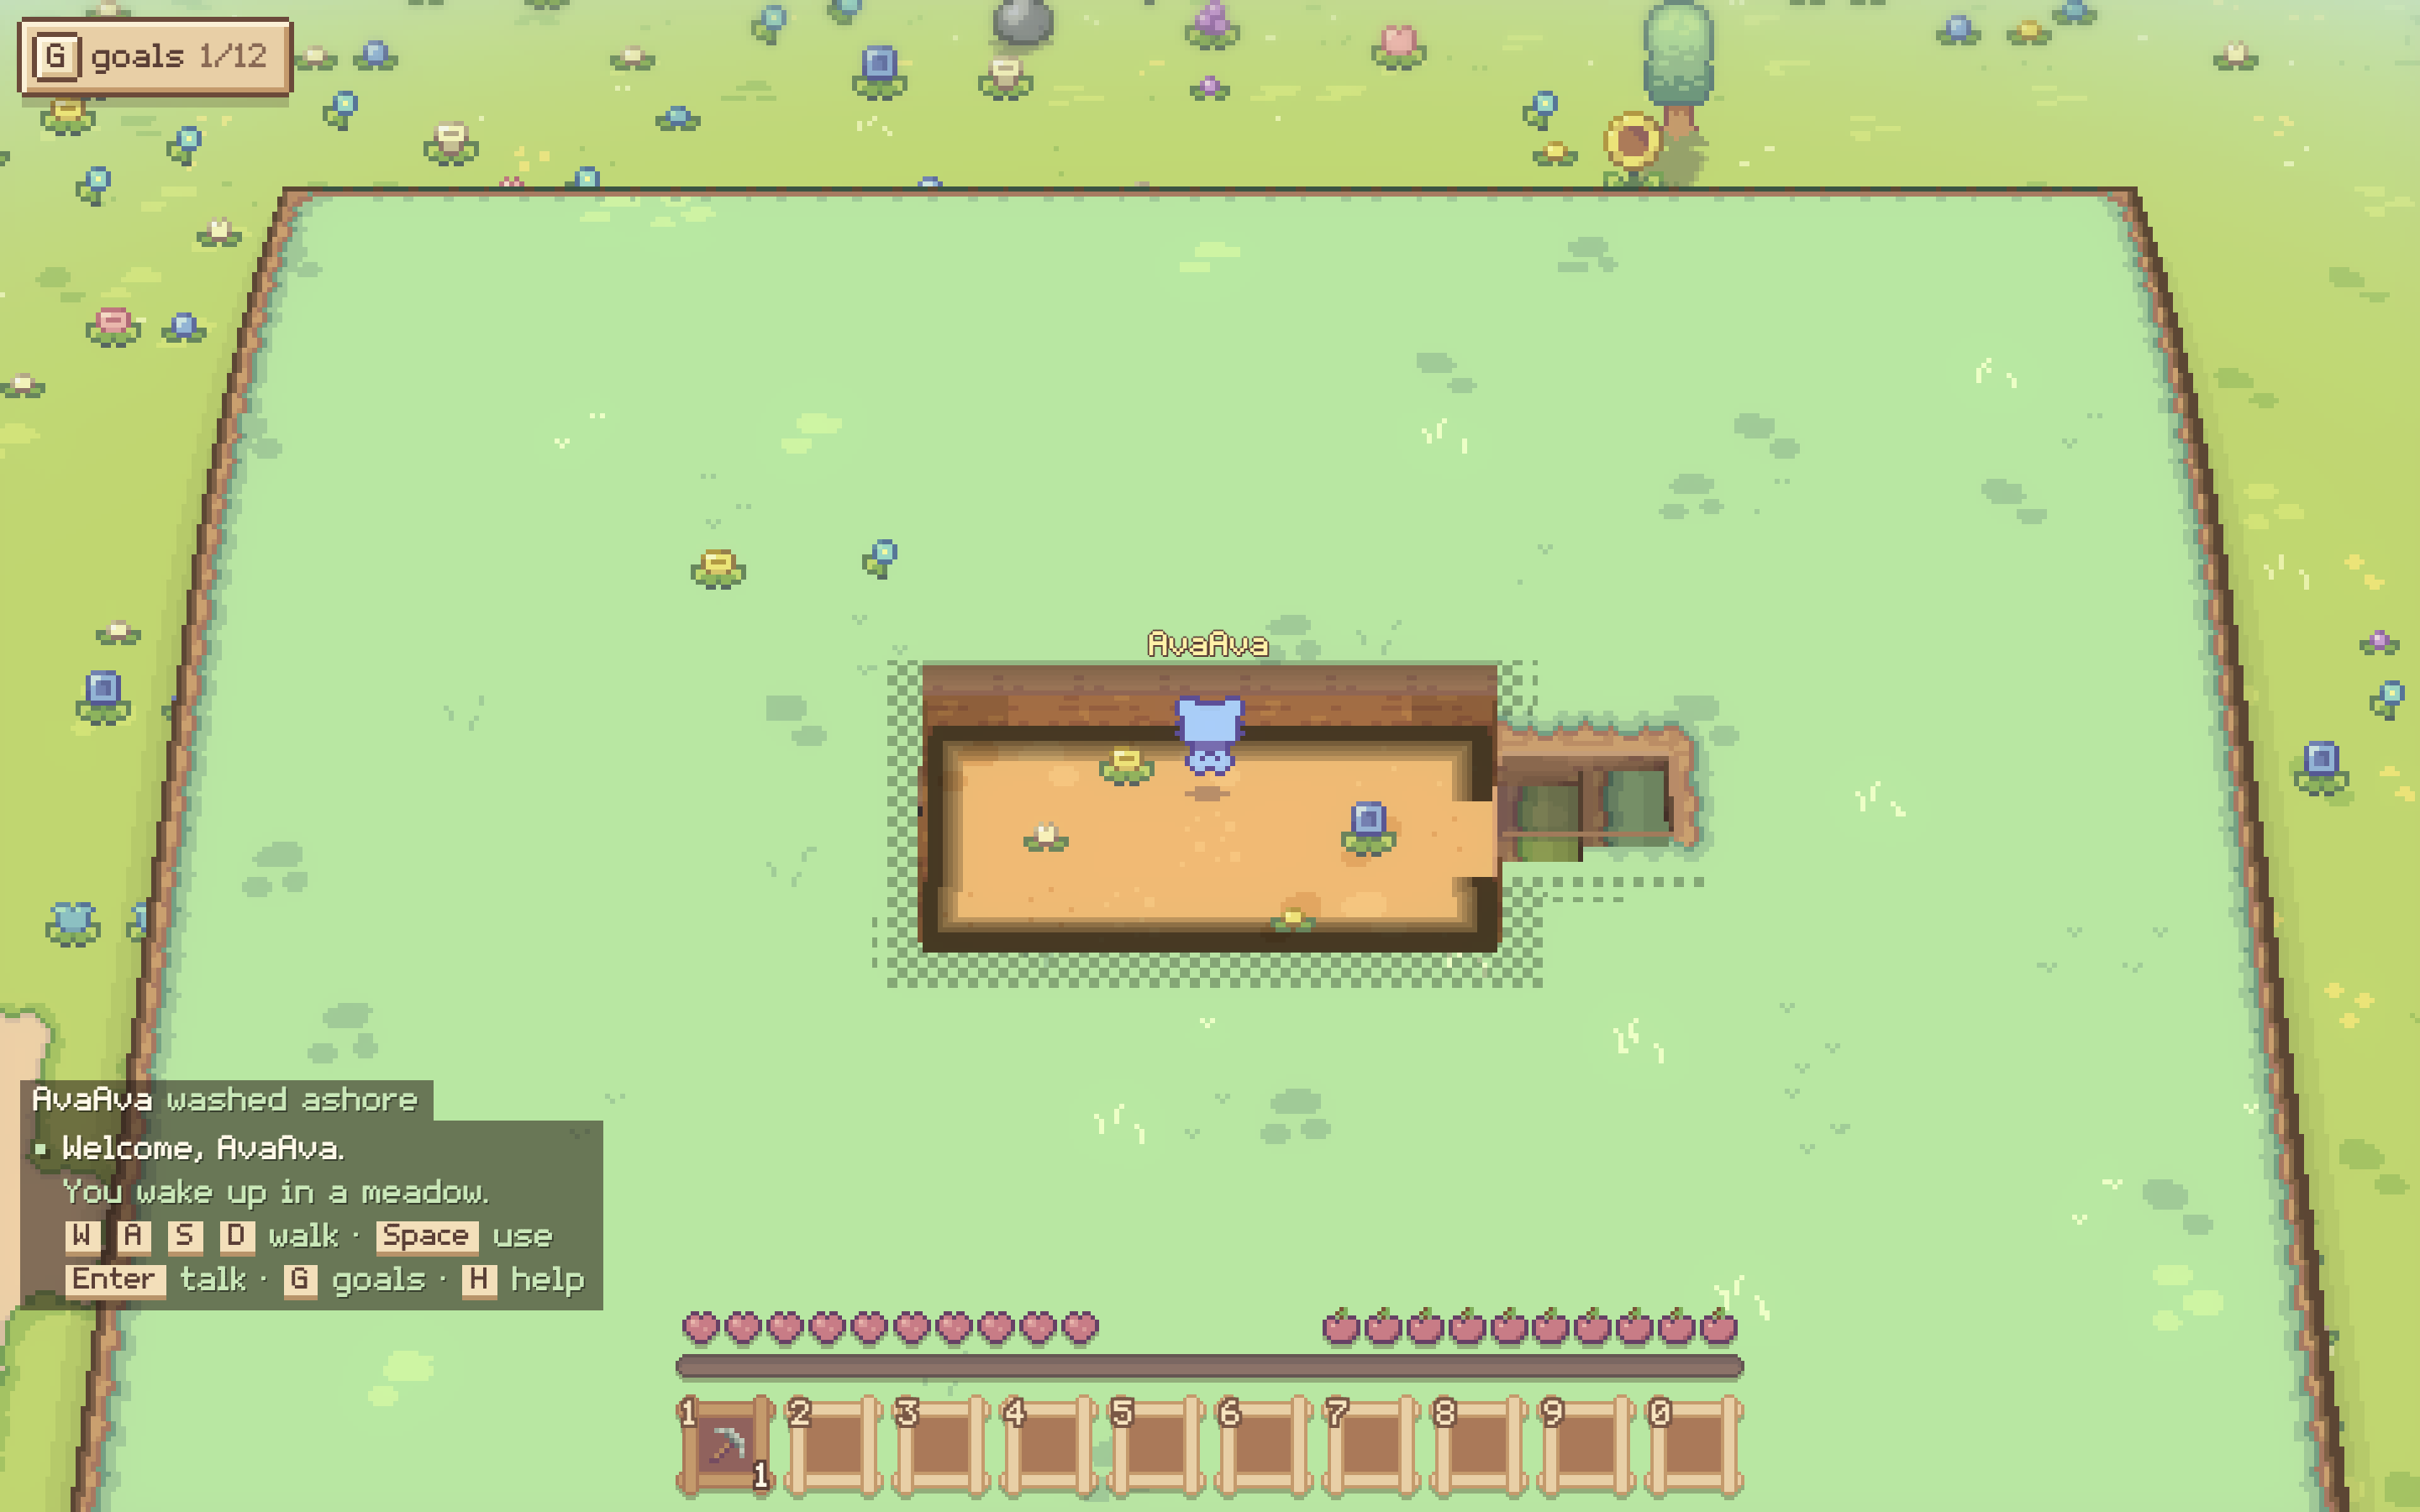 G goals 1/12
AvaAva
AvaAva washed ashore
Welcome, AvaAva.
You wake up in a meadow.
W A S D walk · Space use
Enter talk · G goals · H help
1 2 3 4 5 6 7 8 9 0
1